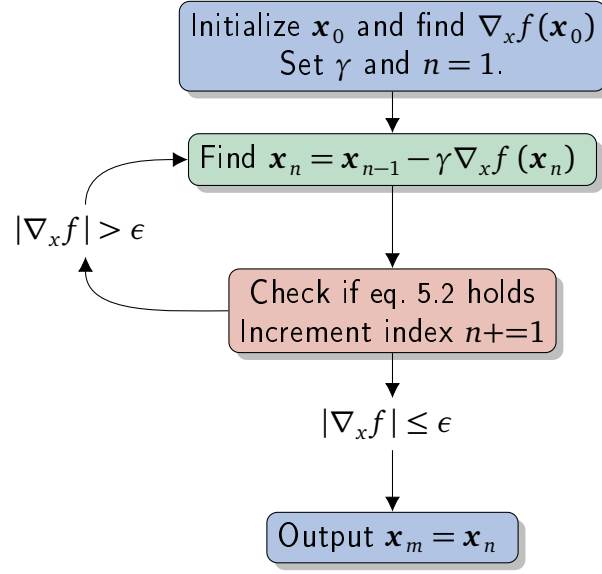 Initialize 𝒙₀ and find ∇ₓf(𝒙₀)
Set γ and n = 1.
Find 𝒙ₙ = 𝒙ₙ₋₁ − γ∇ₓf (𝒙ₙ)
|∇ₓf| > ϵ
Check if eq. 5.2 holds
Increment index n+=1
|∇ₓf| ≤ ϵ
Output 𝒙ₘ = 𝒙ₙ